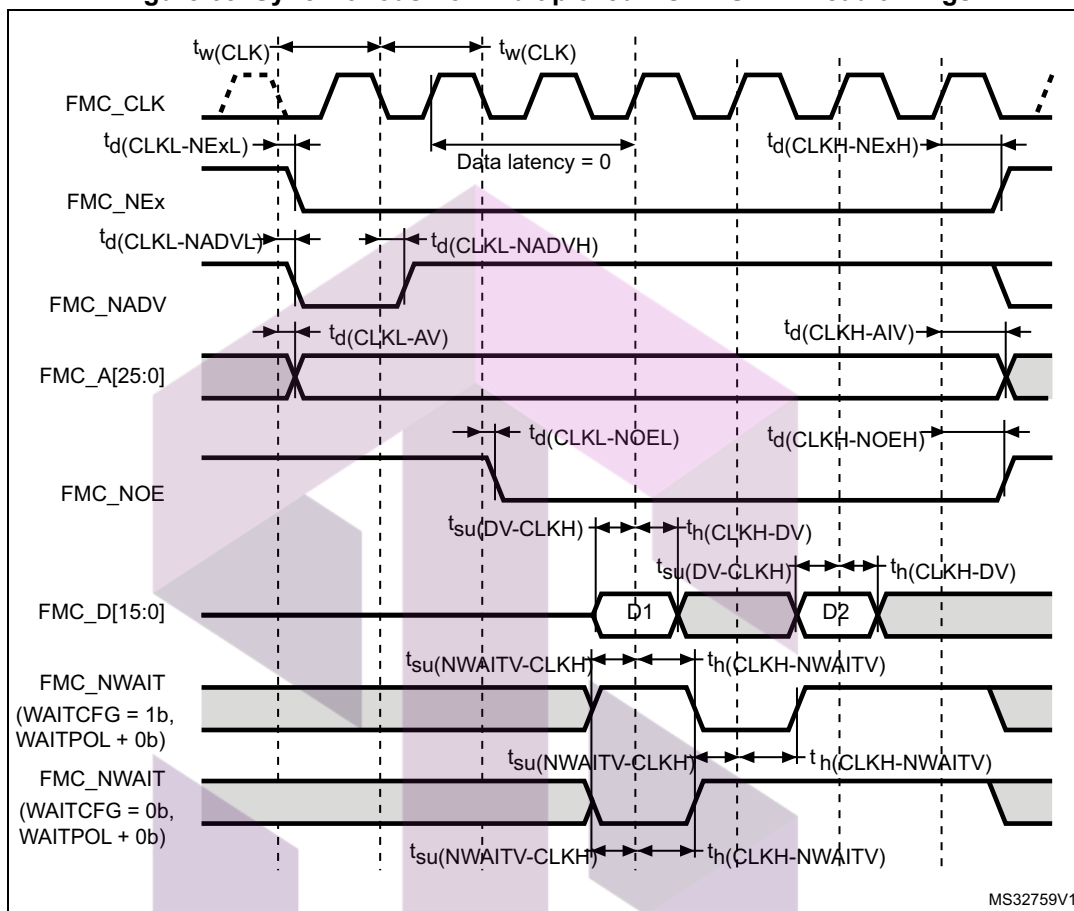 tw(CLK)
tw(CLK)
FMC_CLK
td(CLKL-NExL)
Data latency = 0
td(CLKH-NExH)
FMC_NEx
td(CLKL-NADVL)
td(CLKL-NADVH)
FMC_NADV
td(CLKL-AV)
td(CLKH-AIV)
FMC_A[25:0]
td(CLKL-NOEL)
td(CLKH-NOEH)
FMC_NOE
tsu(DV-CLKH)
th(CLKH-DV)
tsu(DV-CLKH)
th(CLKH-DV)
FMC_D[15:0]
D1
D2
tsu(NWAITV-CLKH)
th(CLKH-NWAITV)
FMC_NWAIT
(WAITCFG = 1b,
WAITPOL + 0b)
tsu(NWAITV-CLKH)
th(CLKH-NWAITV)
FMC_NWAIT
(WAITCFG = 0b,
WAITPOL + 0b)
tsu(NWAITV-CLKH)
th(CLKH-NWAITV)
MS32759V1